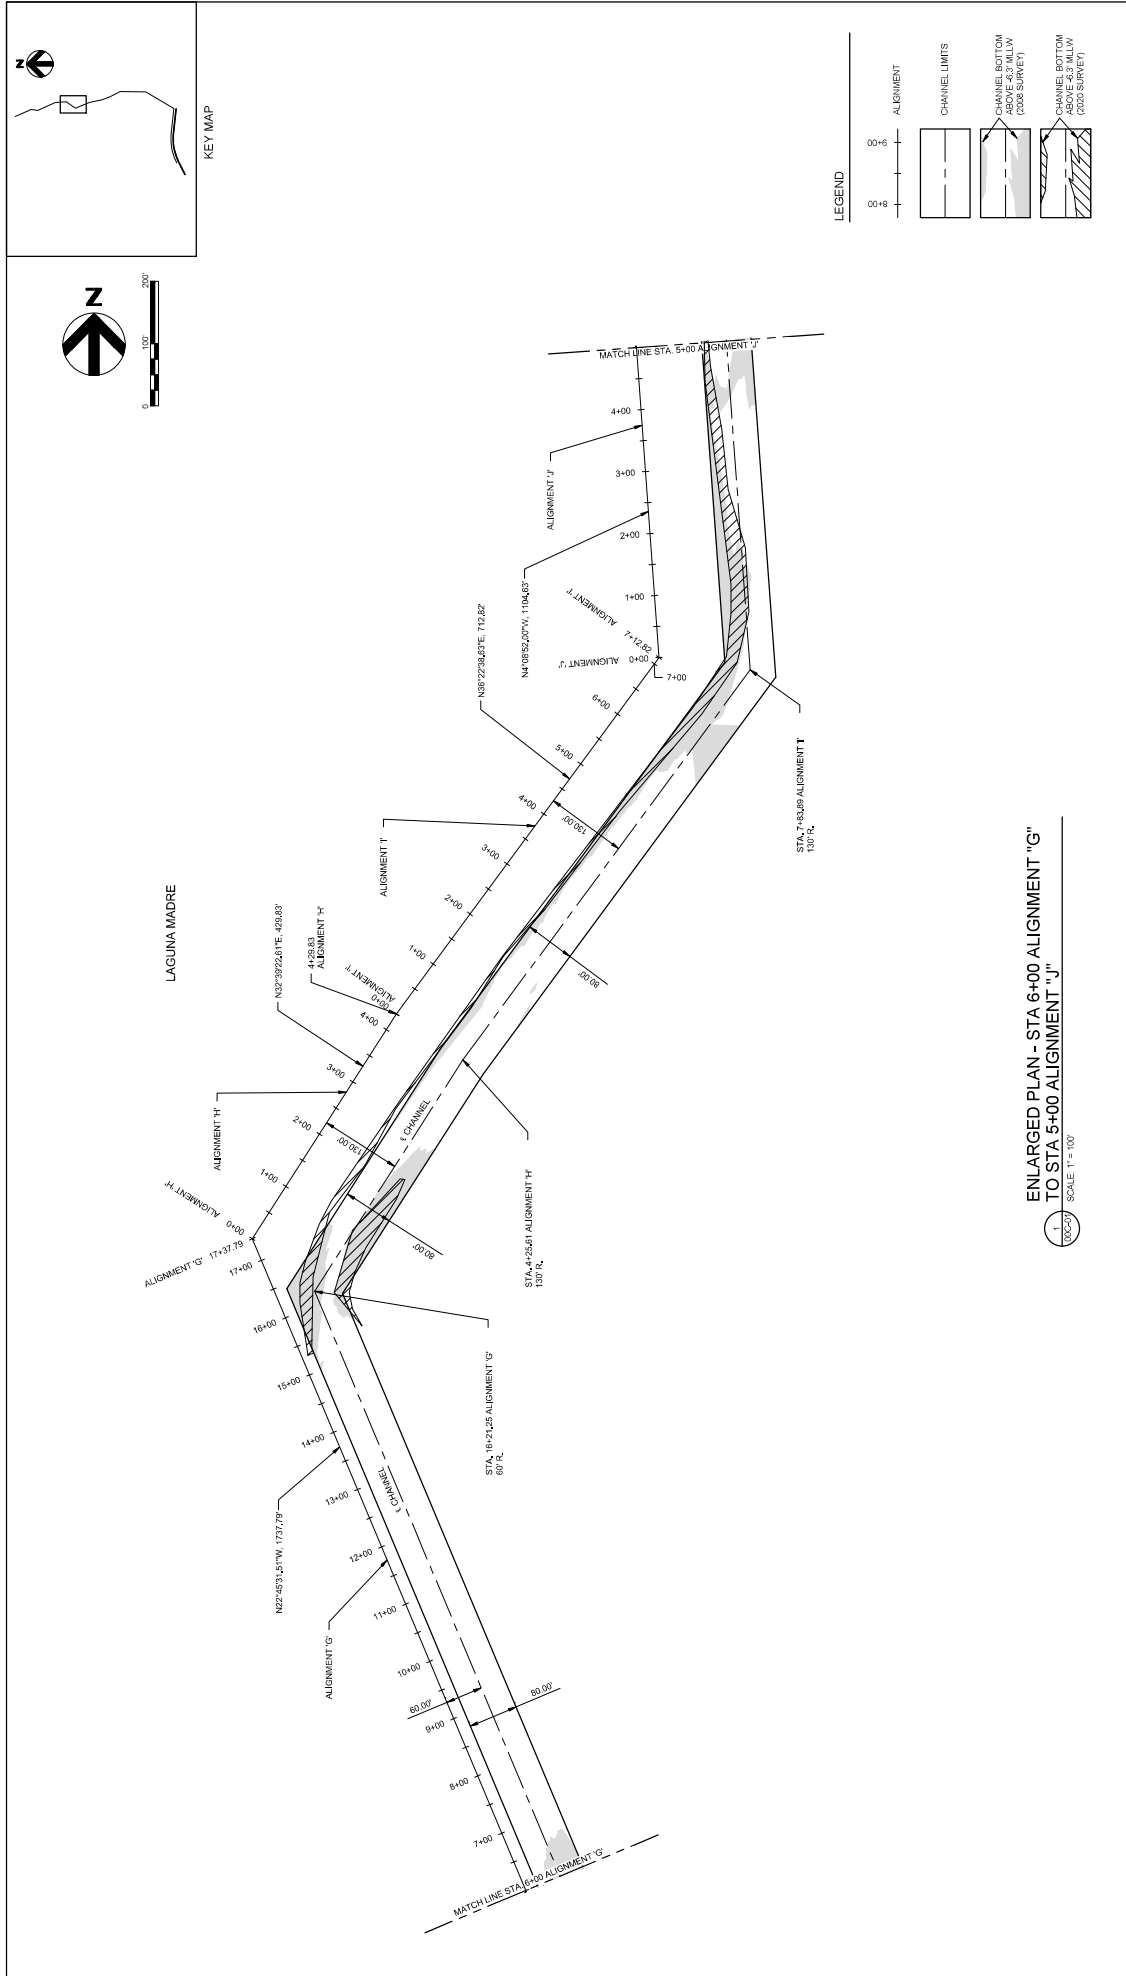 Z
KEY MAP
Z
0
100'
200'
LEGEND
8+00
9+00
ALIGNMENT
CHANNEL LIMITS
CHANNEL BOTTOM
ABOVE -6.3' MLLW
(2008 SURVEY)
CHANNEL BOTTOM
ABOVE -6.3' MLLW
(2020 SURVEY)
LAGUNA MADRE
MATCH LINE STA. 5+00 ALIGNMENT 'J'
4+00
3+00
2+00
1+00
0+00
ALIGNMENT 'J'
N4°08'52.00"W, 1104.63'
ALIGNMENT 'J'
ALIGNMENT 'I'
7+12.82
7+00
6+00
5+00
4+00
3+00
2+00
1+00
0+00
ALIGNMENT 'I'
N36°22'38.63"E, 712.82'
ALIGNMENT 'I'
130.00'
80.00'
STA. 7+83.89 ALIGNMENT 'I'
130' R.
4+29.83
ALIGNMENT 'H'
N32°39'22.61"E, 429.83'
4+00
3+00
2+00
1+00
0+00
ALIGNMENT 'H'
ALIGNMENT 'H'
130.00'
80.00'
℄ CHANNEL
STA. 4+25.61 ALIGNMENT 'H'
130' R.
ALIGNMENT 'G' 17+37.79
17+00
16+00
15+00
14+00
13+00
12+00
11+00
10+00
9+00
8+00
7+00
N22°45'31.51"W, 1737.79'
ALIGNMENT 'G'
℄ CHANNEL
STA. 16+21.25 ALIGNMENT 'G'
60' R.
60.00'
80.00'
MATCH LINE STA. 6+00 ALIGNMENT 'G'
1
00C-01
ENLARGED PLAN - STA 6+00 ALIGNMENT "G"
TO STA 5+00 ALIGNMENT "J"
SCALE: 1" = 100'